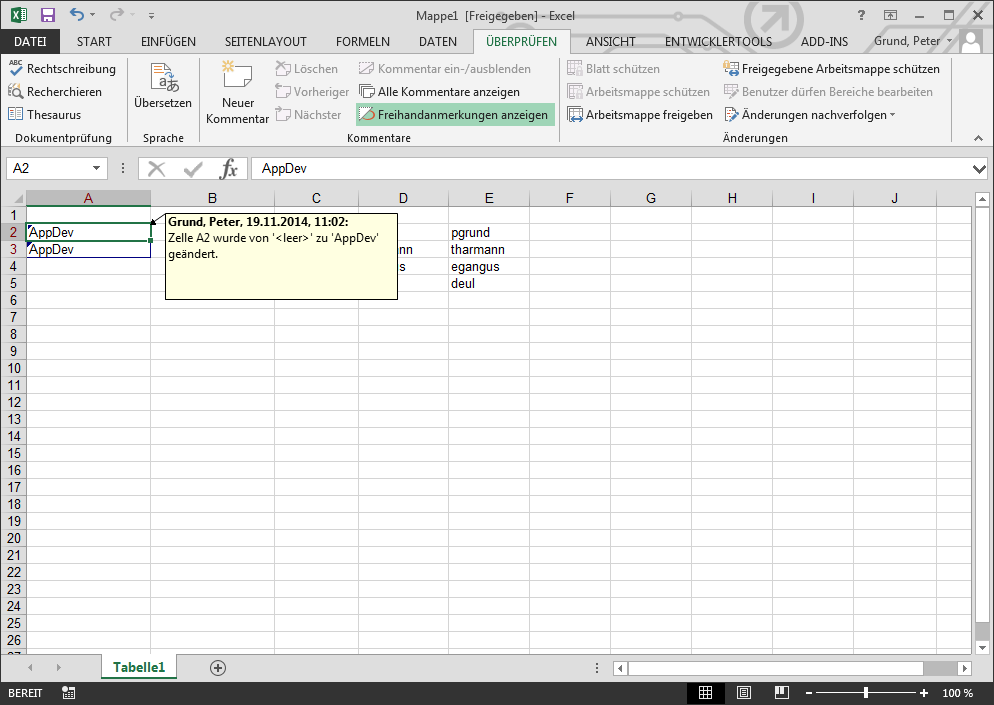 Mappe1 [Freigegeben] - Excel
?
DATEI START EINFÜGEN SEITENLAYOUT FORMELN DATEN ÜBERPRÜFEN ANSICHT ENTWICKLERTOOLS ADD-INS Grund, Peter
ABC Rechtschreibung
Recherchieren
Thesaurus
Dokumentprüfung
Übersetzen
Sprache
Neuer
Kommentar
Löschen
Vorheriger
Nächster
Kommentar ein-/ausblenden
Alle Kommentare anzeigen
Freihandanmerkungen anzeigen
Kommentare
Blatt schützen
Arbeitsmappe schützen
Arbeitsmappe freigeben
Freigegebene Arbeitsmappe schützen
Benutzer dürfen Bereiche bearbeiten
Änderungen nachverfolgen
Änderungen
A2 fx AppDev
A B C D E F G H I J
1
2 AppDev pgrund
3 AppDev nn tharmann
4 s egangus
5 deul
Grund, Peter, 19.11.2014, 11:02:
Zelle A2 wurde von '<leer>' zu 'AppDev'
geändert.
6
7
8
9
10
11
12
13
14
15
16
17
18
19
20
21
22
23
24
25
26
27
Tabelle1
BEREIT 100 %